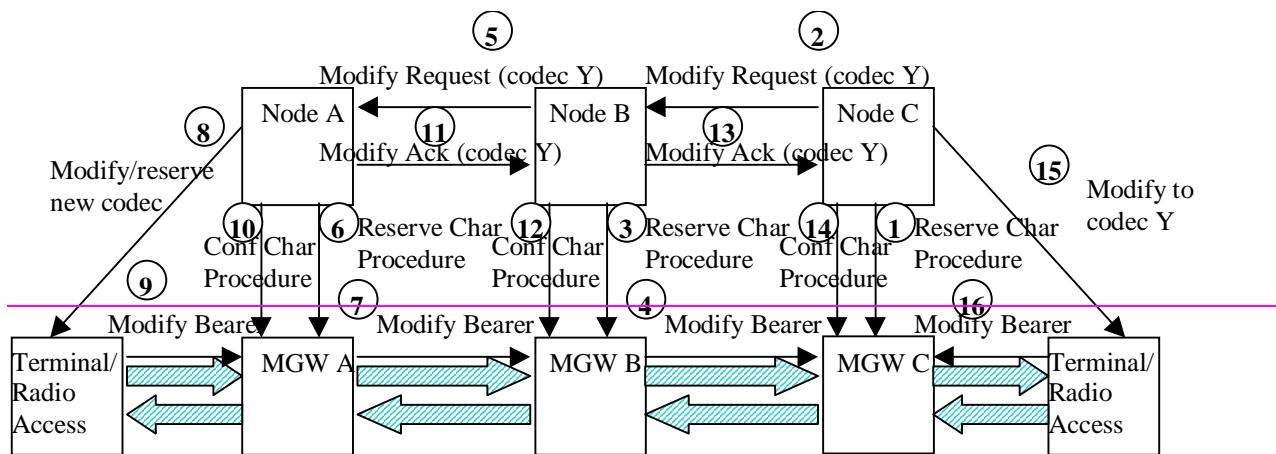 5
2
Modify Request (codec Y)
Modify Request (codec Y)
Node A
Node B
Node C
8
11
13
Modify Ack (codec Y)
Modify Ack (codec Y)
Modify/reserve
new codec
15
Modify to
codec Y
10
6
Reserve Char
Procedure
Conf Char
Procedure
12
3
Reserve Char
Procedure
Conf Char
Procedure
14
1
Reserve Char
Procedure
Conf Char
Procedure
9
7
4
16
Modify Bearer
Modify Bearer
Modify Bearer
Modify Bearer
Terminal/
Radio
Access
MGW A
MGW B
MGW C
Terminal/
Radio
Access